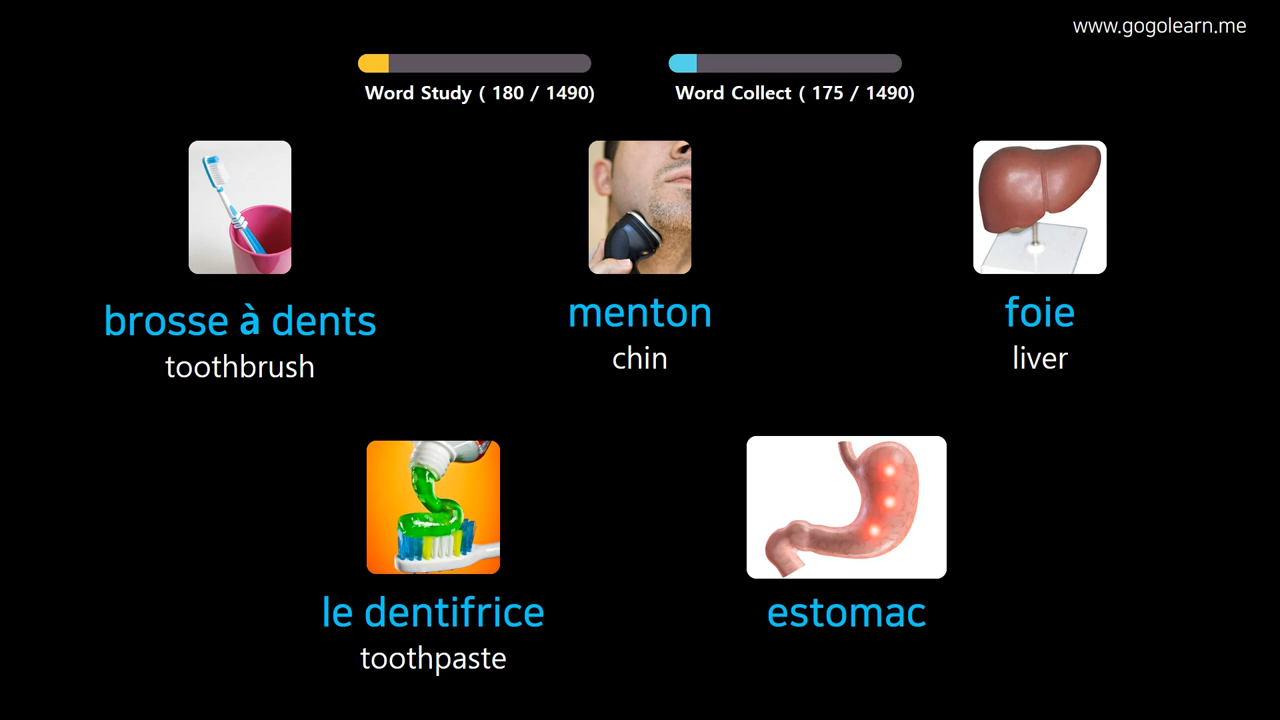 www.gogolearn.me
Word Study ( 180 / 1490)
Word Collect ( 175 / 1490)
brosse à dents
toothbrush
menton
chin
foie
liver
le dentifrice
toothpaste
estomac